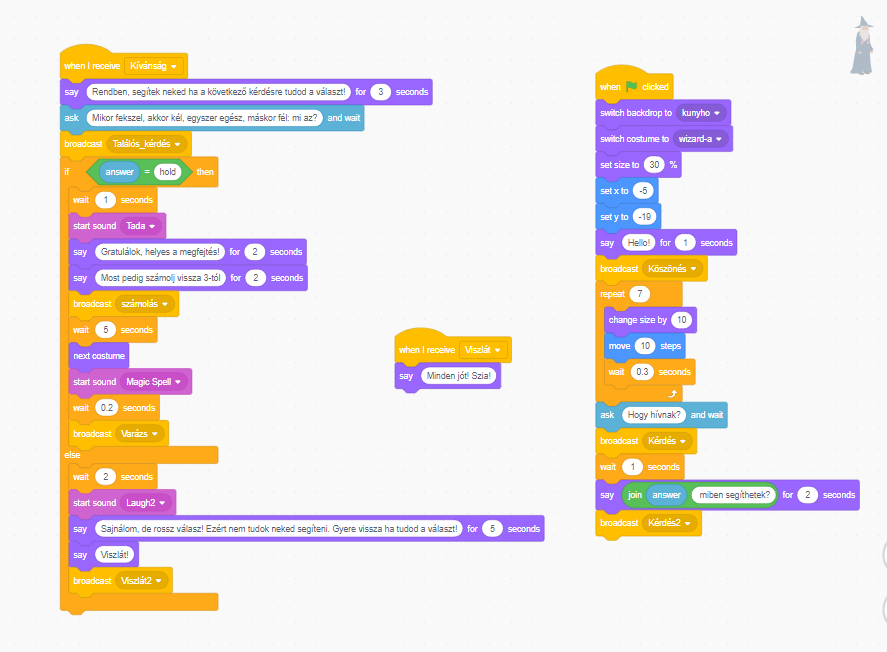 when I receive Kívánság
say Rendben, segítek neked ha a következő kérdésre tudod a választ! for 3 seconds
ask Mikor fekszel, akkor kél, egyszer egész, máskor fél: mi az? and wait
broadcast Találós_kérdés
if answer = hold then
wait 1 seconds
start sound Tada
say Gratulálok, helyes a megfejtés! for 2 seconds
say Most pedig számolj vissza 3-tól for 2 seconds
broadcast számolás
wait 5 seconds
next costume
start sound Magic Spell
wait 0.2 seconds
broadcast Varázs
else
wait 2 seconds
start sound Laugh2
say Sajnálom, de rossz válasz! Ezért nem tudok neked segíteni. Gyere vissza ha tudod a választ! for 5 seconds
say Viszlát!
broadcast Viszlát2
when I receive Viszlát
say Minden jót! Szia!
when clicked
switch backdrop to kunyho
switch costume to wizard-a
set size to 30 %
set x to -5
set y to -19
say Hello! for 1 seconds
broadcast Köszönés
repeat 7
change size by 10
move 10 steps
wait 0.3 seconds
ask Hogy hívnak? and wait
broadcast Kérdés
wait 1 seconds
say join answer miben segíthetek? for 2 seconds
broadcast Kérdés2